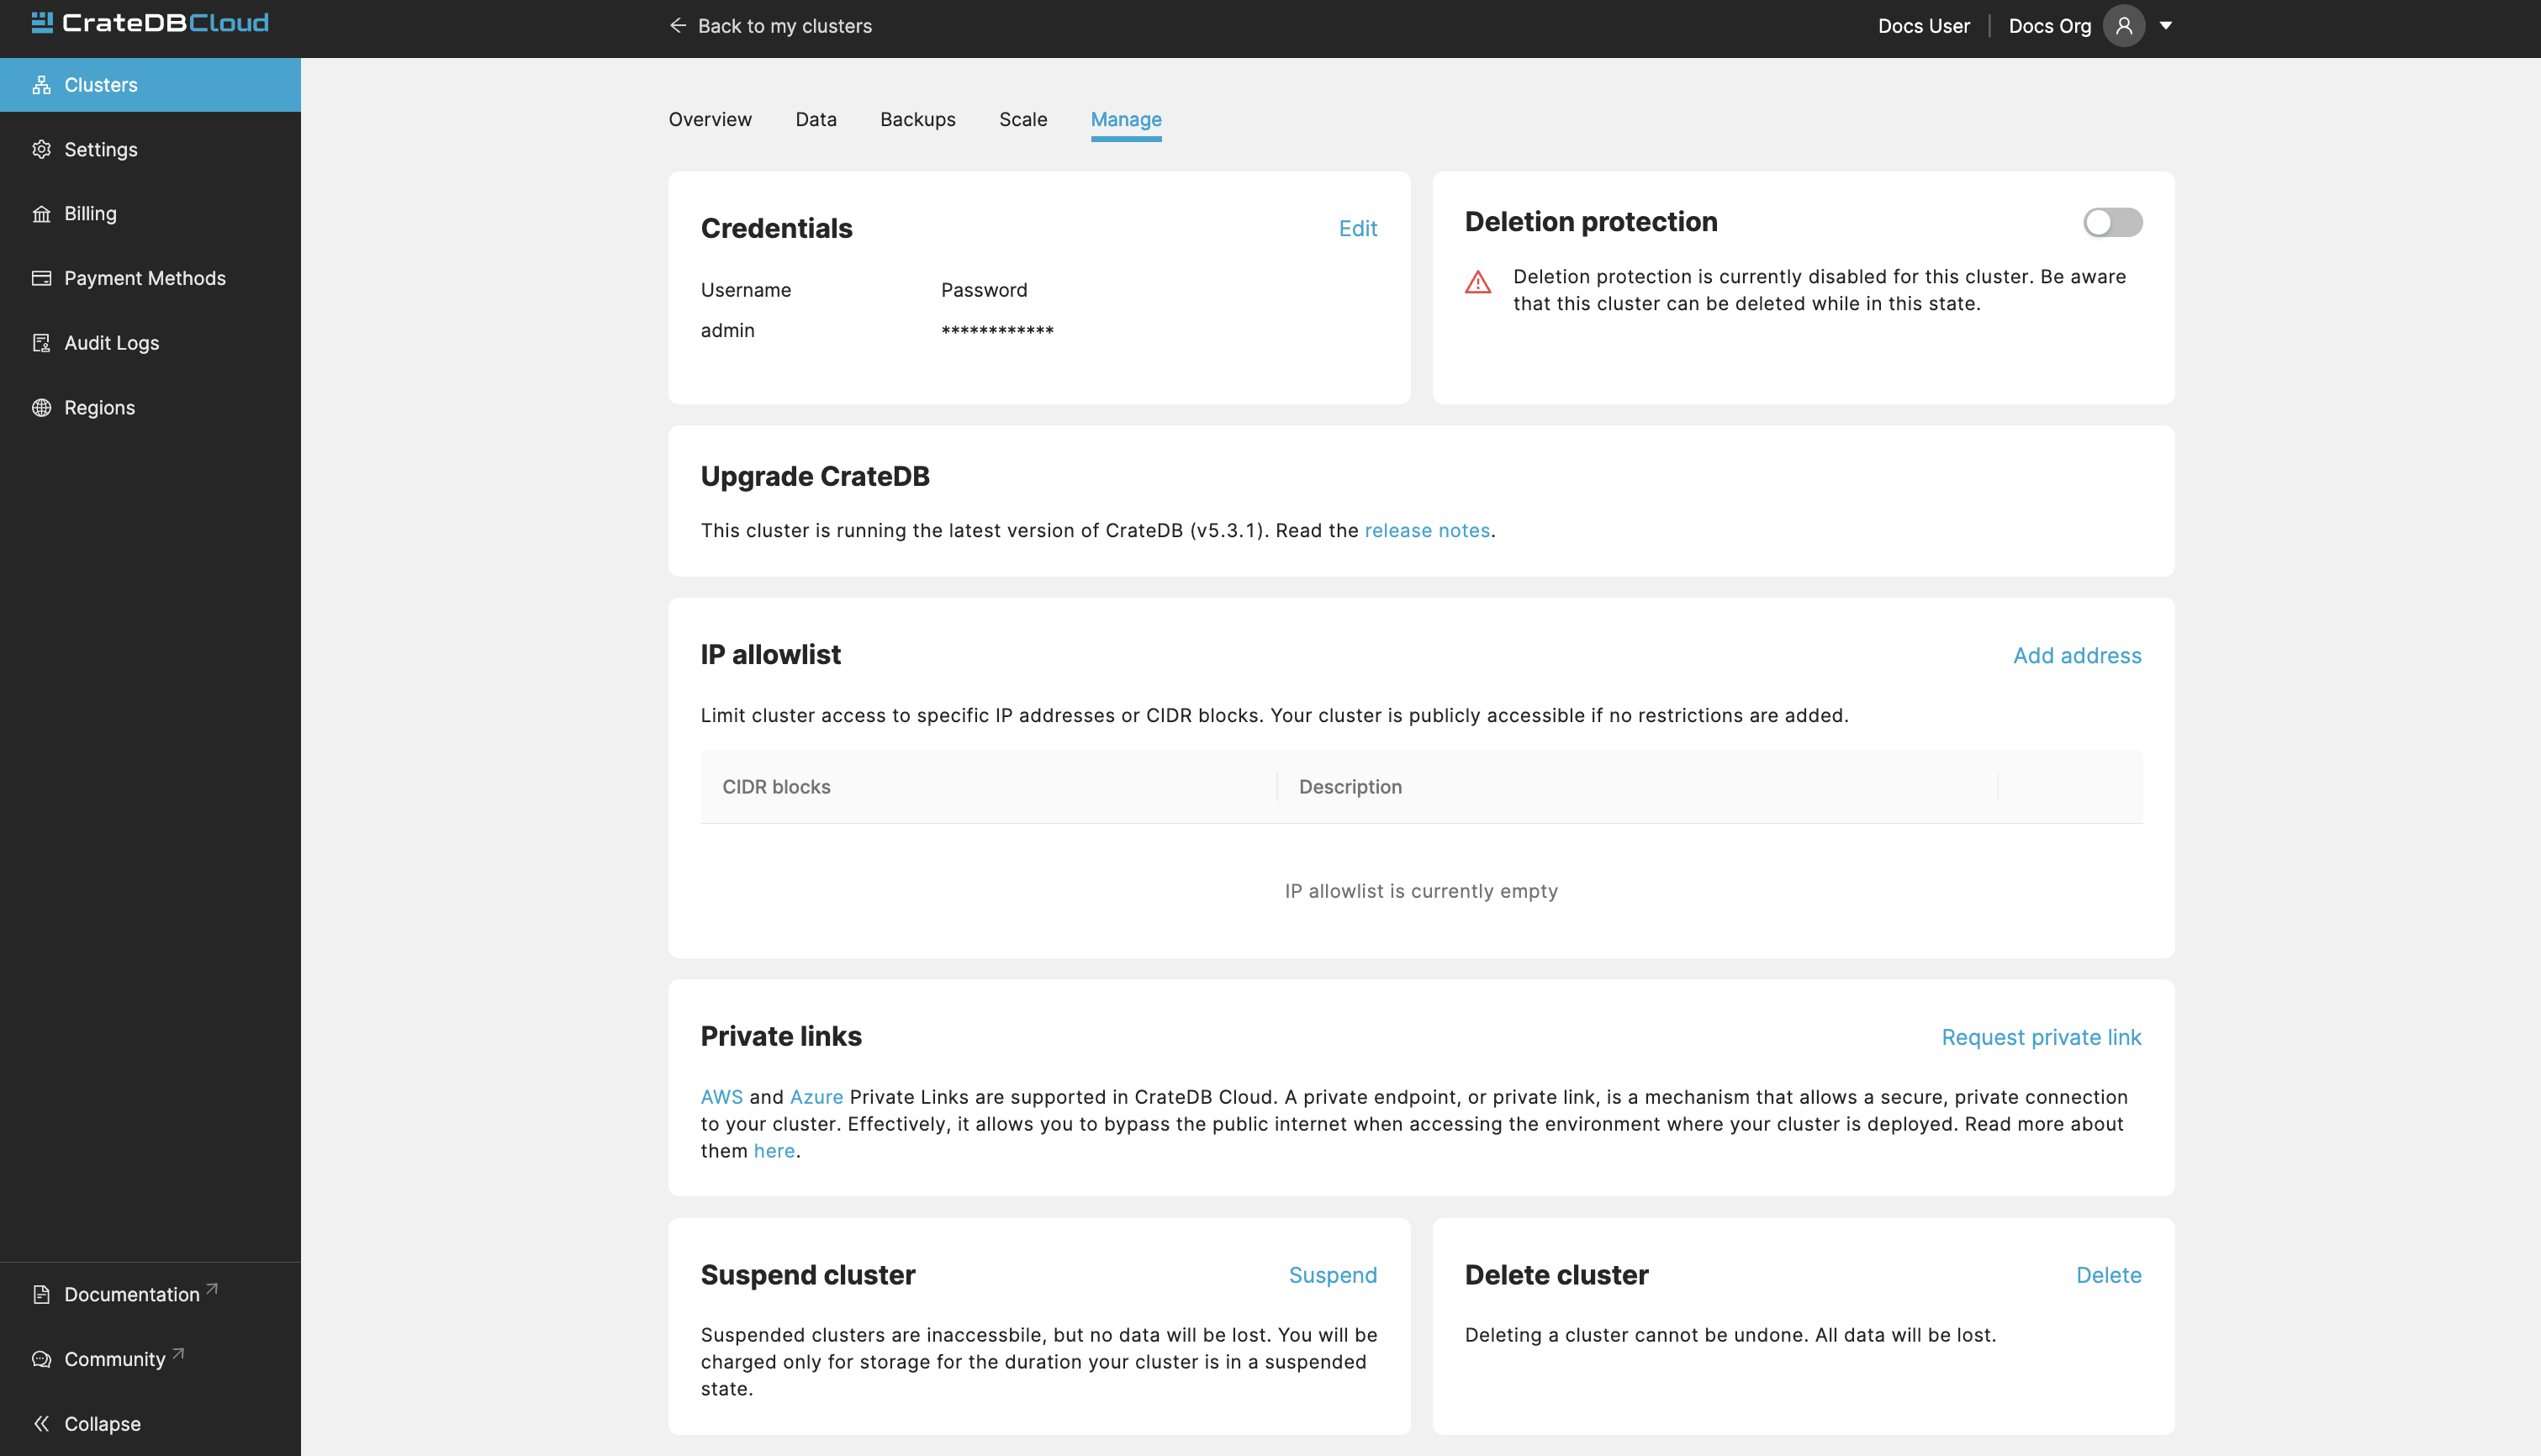 CrateDBCloud
Back to my clusters
Docs User
Docs Org
Clusters
Settings
Billing
Payment Methods
Audit Logs
Regions
Documentation
Community
Collapse
Overview
Data
Backups
Scale
Manage
Credentials
Edit
Username
Password
admin
************
Deletion protection
Deletion protection is currently disabled for this cluster. Be aware
that this cluster can be deleted while in this state.
Upgrade CrateDB
This cluster is running the latest version of CrateDB (v5.3.1). Read the release notes.
IP allowlist
Add address
Limit cluster access to specific IP addresses or CIDR blocks. Your cluster is publicly accessible if no restrictions are added.
CIDR blocks
Description
IP allowlist is currently empty
Private links
Request private link
AWS and Azure Private Links are supported in CrateDB Cloud. A private endpoint, or private link, is a mechanism that allows a secure, private connection
to your cluster. Effectively, it allows you to bypass the public internet when accessing the environment where your cluster is deployed. Read more about
them here.
Suspend cluster
Suspend
Suspended clusters are inaccessbile, but no data will be lost. You will be
charged only for storage for the duration your cluster is in a suspended
state.
Delete cluster
Delete
Deleting a cluster cannot be undone. All data will be lost.